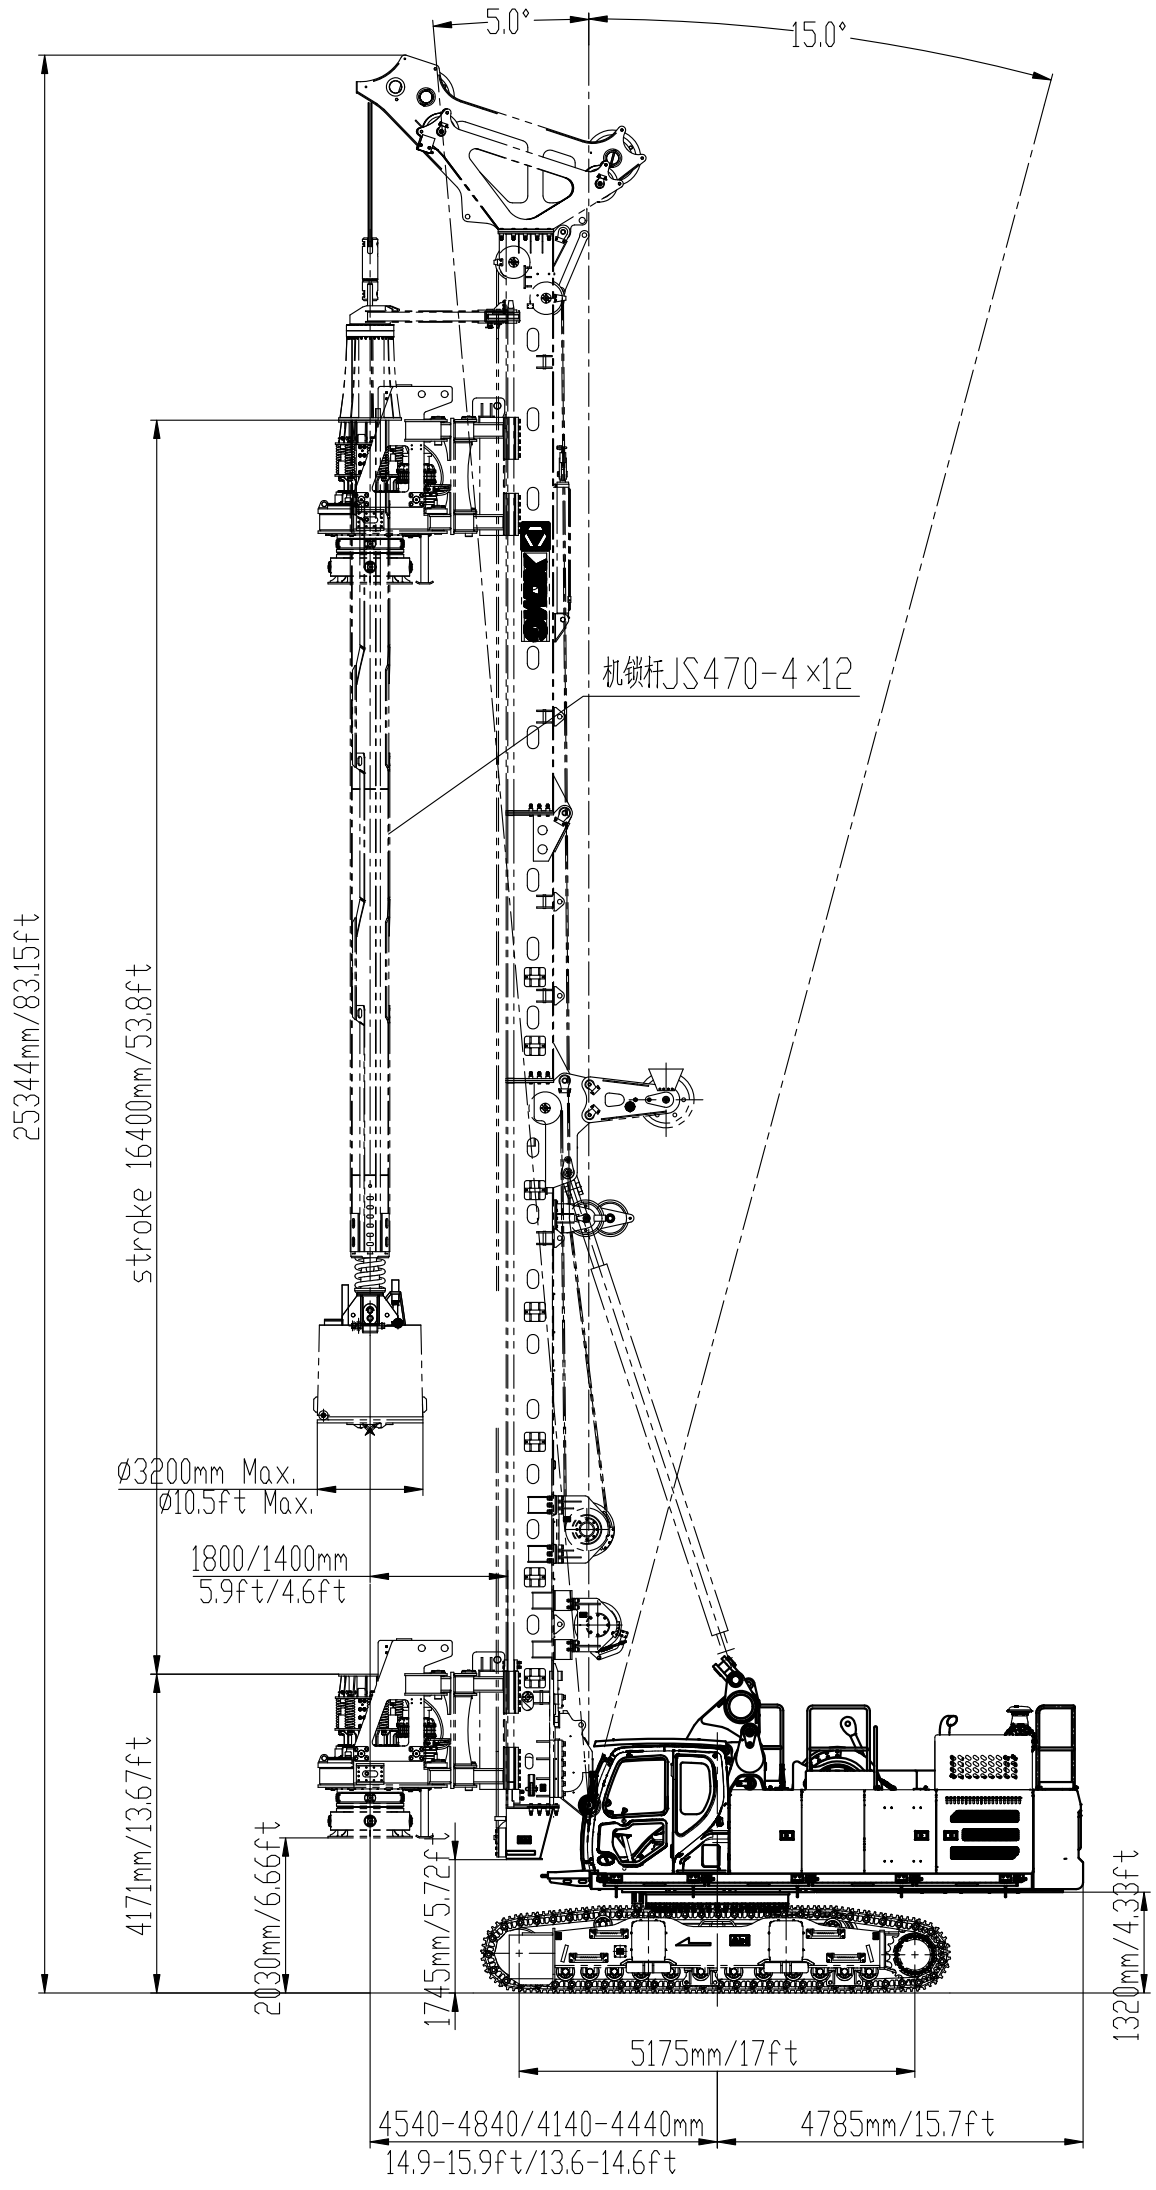 5.0°
15.0°
机锁杆JS470-4×12
25344mm/83.15ft
stroke 16400mm/53.8ft
Ø3200mm Max.
Ø10.5ft Max.
1800/1400mm
5.9ft/4.6ft
4171mm/13.67ft
2030mm/6.66ft
1745mm/5.72ft
1320mm/4.33ft
5175mm/17ft
4540-4840/4140-4440mm
14.9-15.9ft/13.6-14.6ft
4785mm/15.7ft